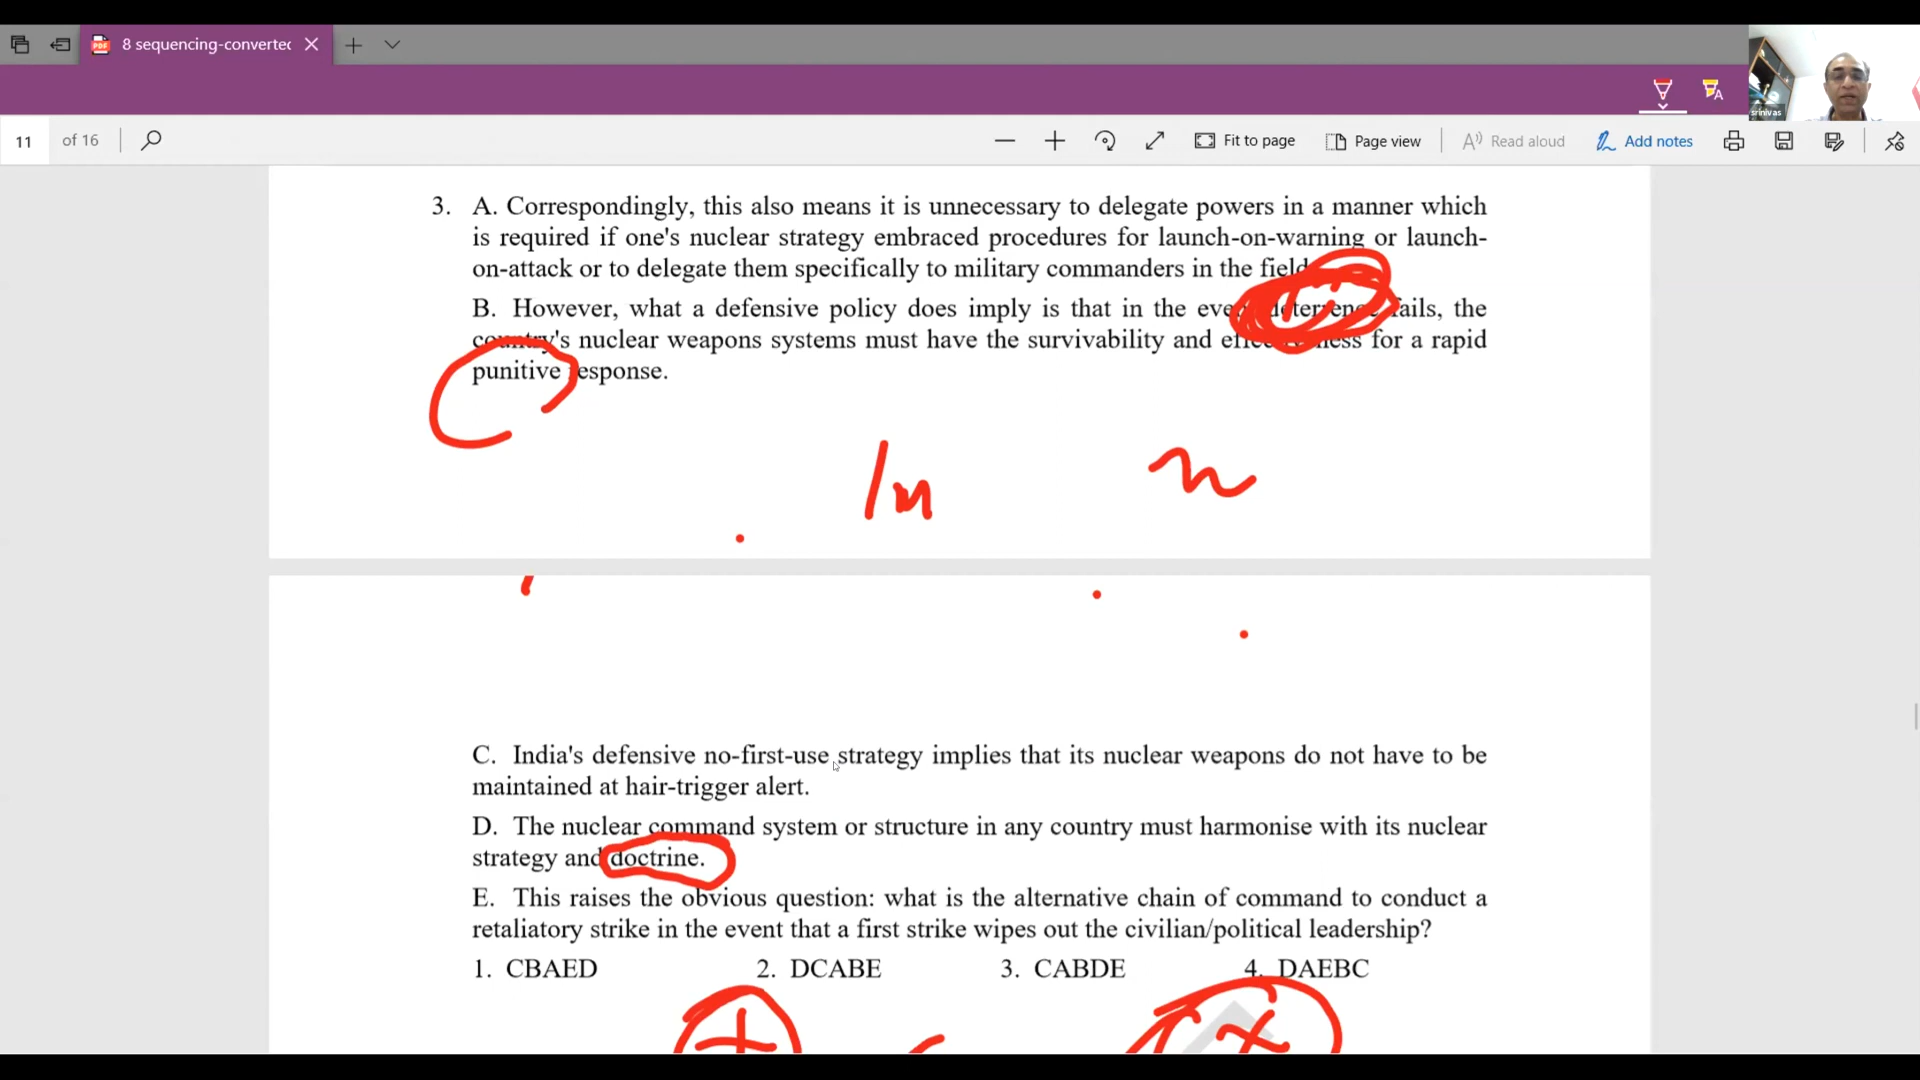 8 sequencing-converted
srinivas
11 of 16
Fit to page
Page view
Read aloud
Add notes
3. A. Correspondingly, this also means it is unnecessary to delegate powers in a manner which
is required if one's nuclear strategy embraced procedures for launch-on-warning or launch-
on-attack or to delegate them specifically to military commanders in the field
B. However, what a defensive policy does imply is that in the event deterrence fails, the
country's nuclear weapons systems must have the survivability and effectiveness for a rapid
punitive response.
C. India's defensive no-first-use strategy implies that its nuclear weapons do not have to be
maintained at hair-trigger alert.
D. The nuclear command system or structure in any country must harmonise with its nuclear
strategy and doctrine.
E. This raises the obvious question: what is the alternative chain of command to conduct a
retaliatory strike in the event that a first strike wipes out the civilian/political leadership?
1. CBAED 2. DCABE 3. CABDE 4. DAEBC